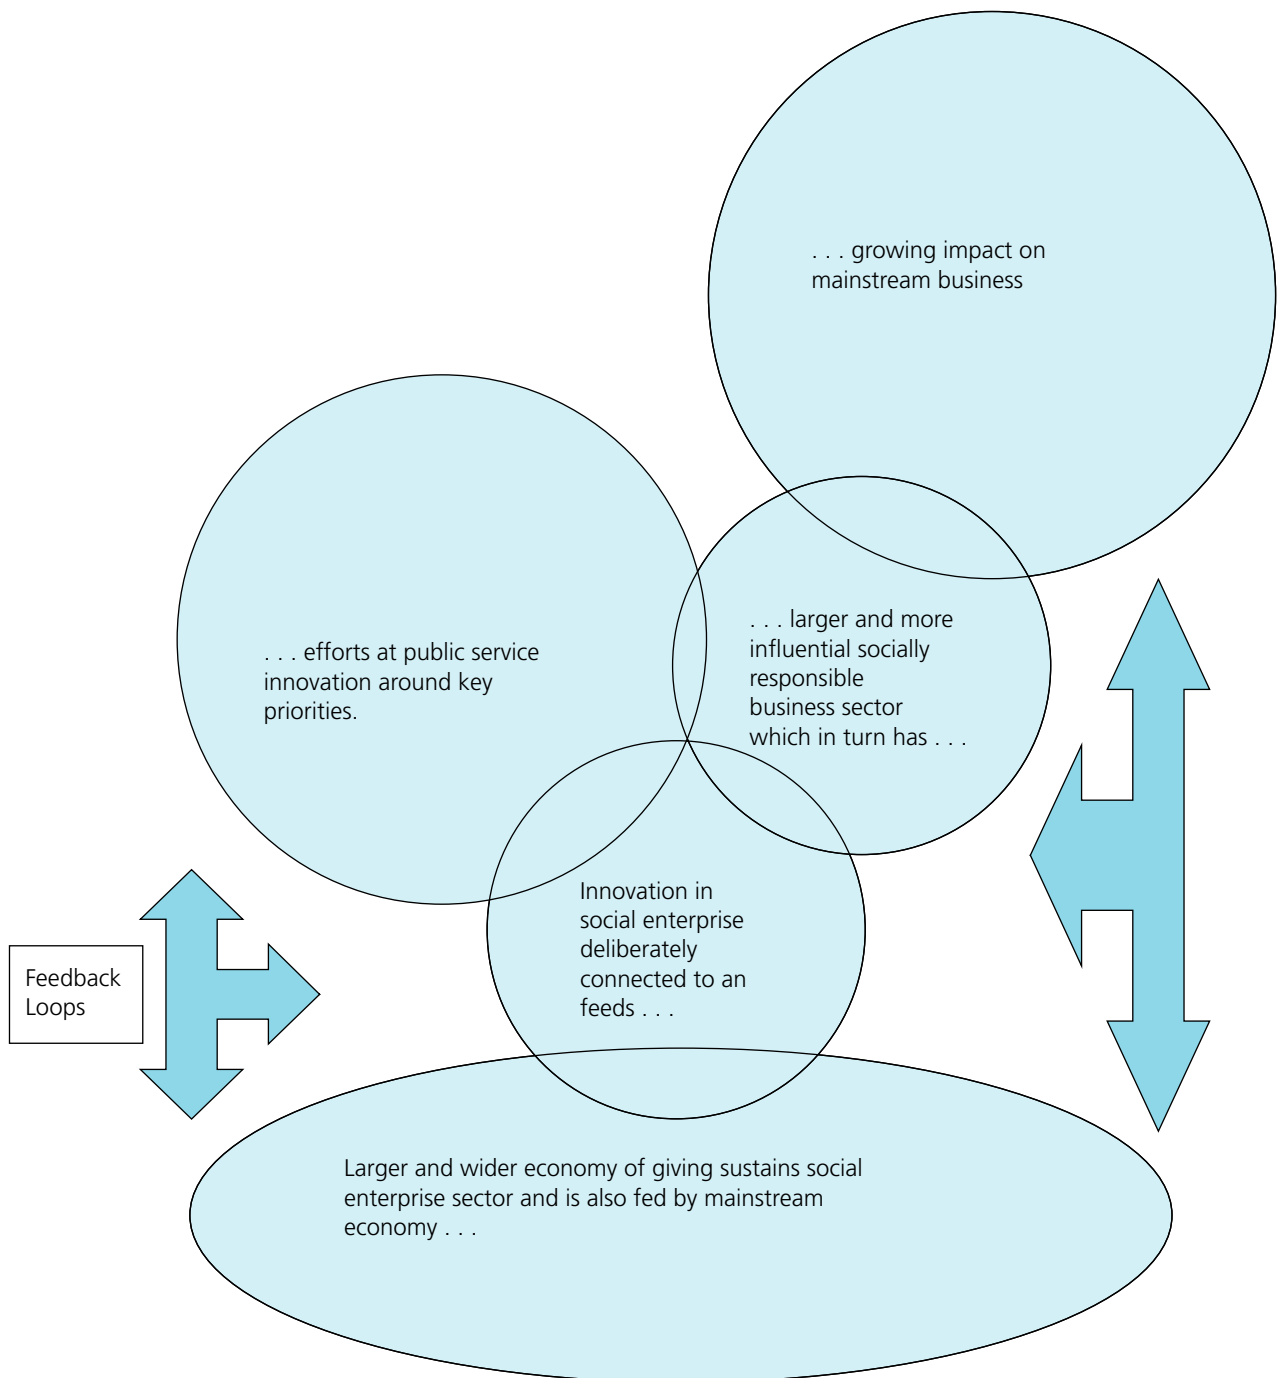 . . . growing impact on
mainstream business
. . . efforts at public service
innovation around key
priorities.
. . . larger and more
influential socially
responsible
business sector
which in turn has . . .
Innovation in
social enterprise
deliberately
connected to an
feeds . . .
Feedback
Loops
Larger and wider economy of giving sustains social
enterprise sector and is also fed by mainstream
economy . . .